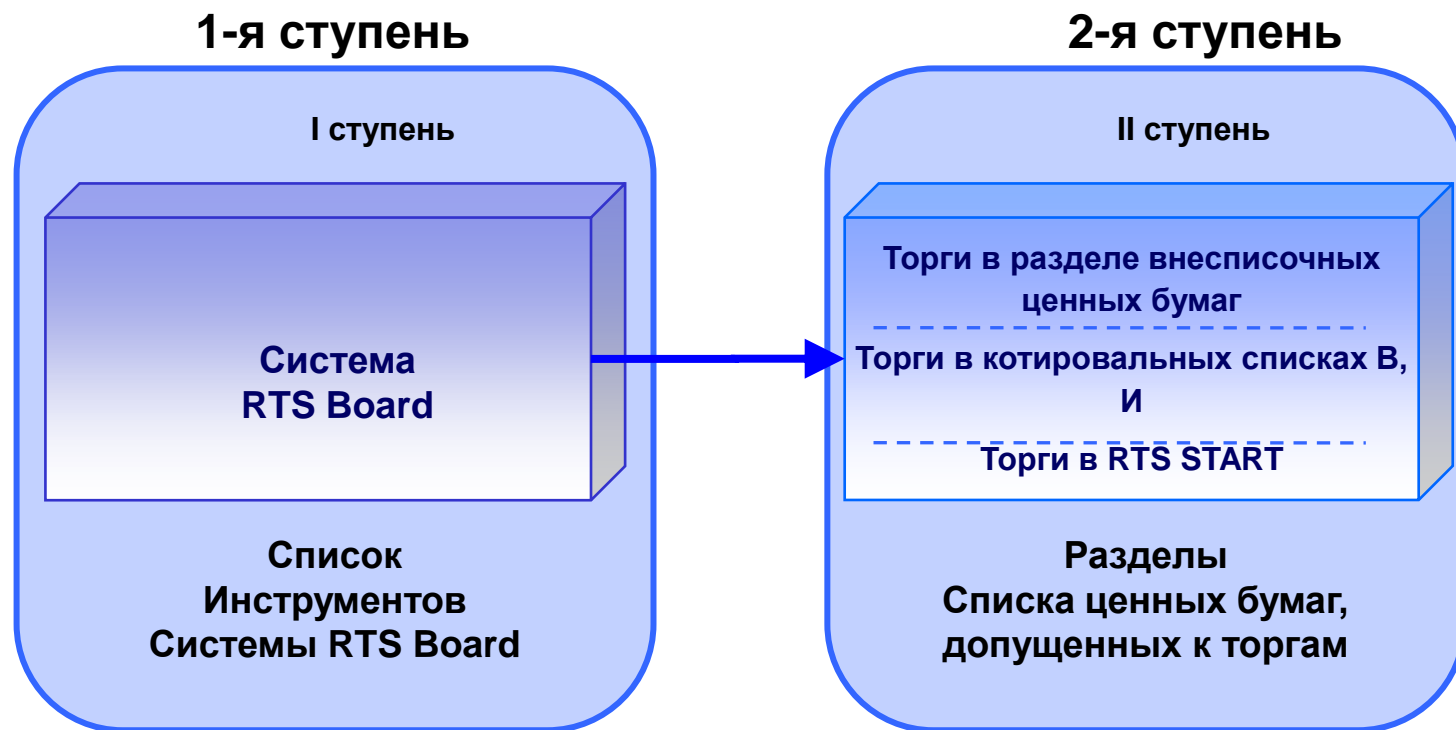 1-я ступень
I ступень
Система
RTS Board
Список
Инструментов
Системы RTS Board
2-я ступень
II ступень
Торги в разделе внесписочных
ценных бумаг
Торги в котировальных списках В,
И
Торги в RTS START
Разделы
Списка ценных бумаг,
допущенных к торгам